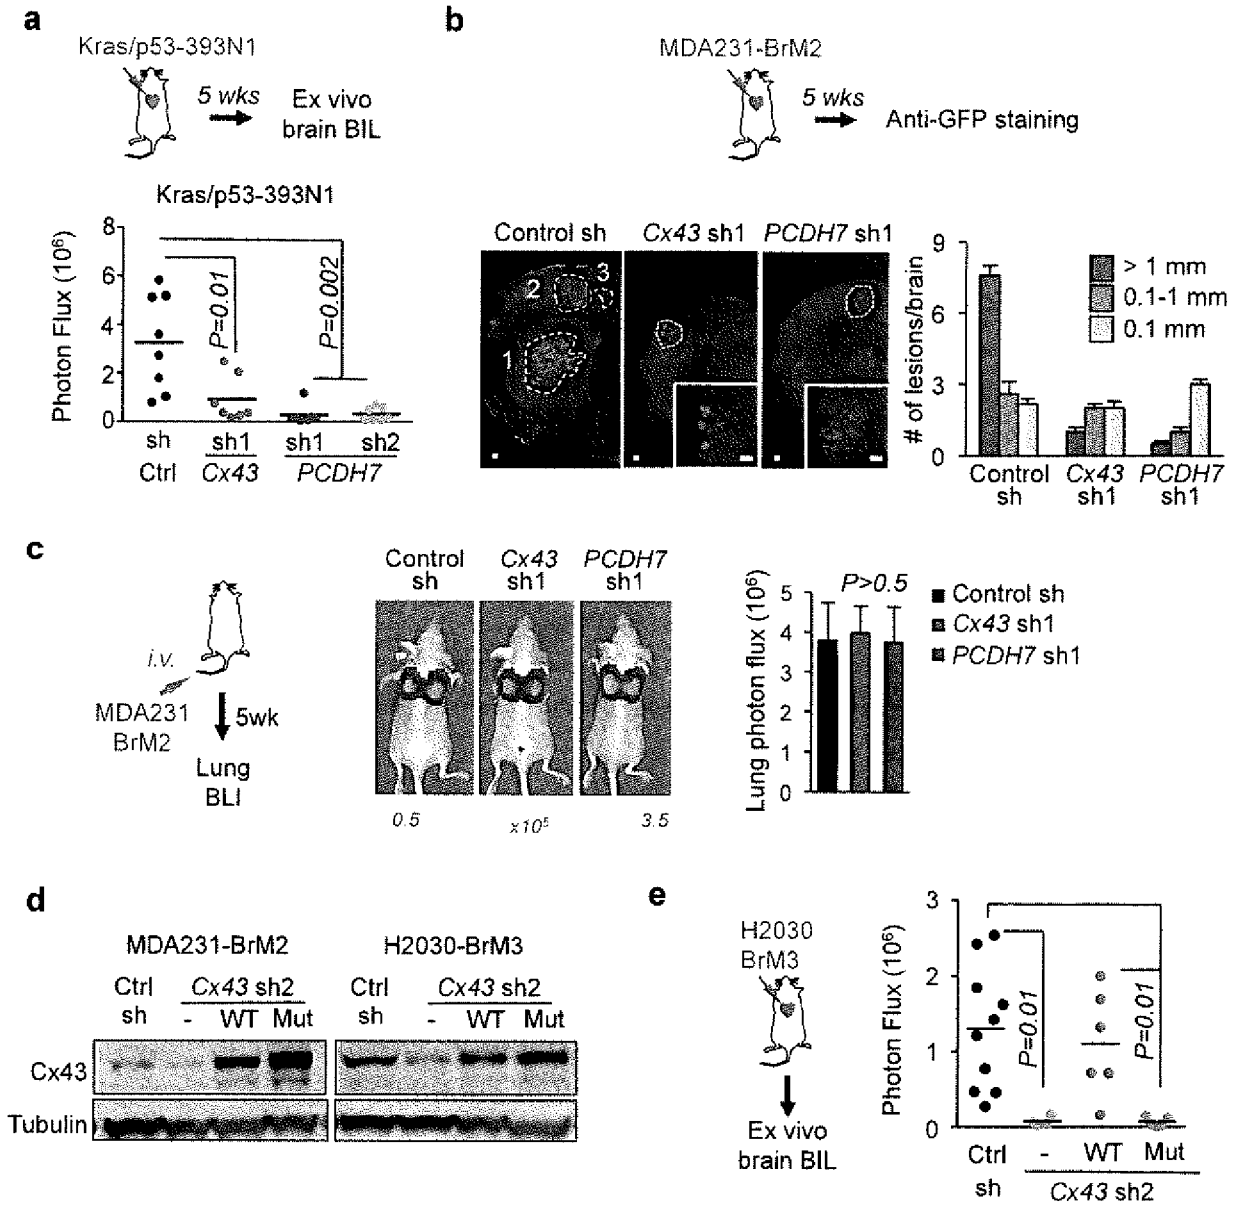 a
Kras/p53-393N1
5 wks
Ex vivo
brain BIL
Kras/p53-393N1
Photon Flux (10⁶)
8
6
4
2
0
P=0.01
P=0.002
sh
sh1
sh1
sh2
Ctrl
Cx43
PCDH7
b
MDA231-BrM2
5 wks
Anti-GFP staining
Control sh
Cx43 sh1
PCDH7 sh1
1
2
3
# of lesions/brain
9
6
3
0
> 1 mm
0.1-1 mm
0.1 mm
Control
sh
Cx43
sh1
PCDH7
sh1
c
i.v.
MDA231
BrM2
5wk
Lung
BLI
Control
sh
Cx43
sh1
PCDH7
sh1
0.5
x10⁵
3.5
Lung photon flux (10⁶)
5
4
3
2
1
0
P>0.5
Control sh
Cx43 sh1
PCDH7 sh1
d
MDA231-BrM2
H2030-BrM3
Ctrl
sh
Cx43 sh2
- WT Mut
Ctrl
sh
Cx43 sh2
- WT Mut
Cx43
Tubulin
e
H2030
BrM3
Ex vivo
brain BIL
Photon Flux (10⁶)
3
2
1
0
P=0.01
P=0.01
Ctrl
sh
- WT Mut
Cx43 sh2